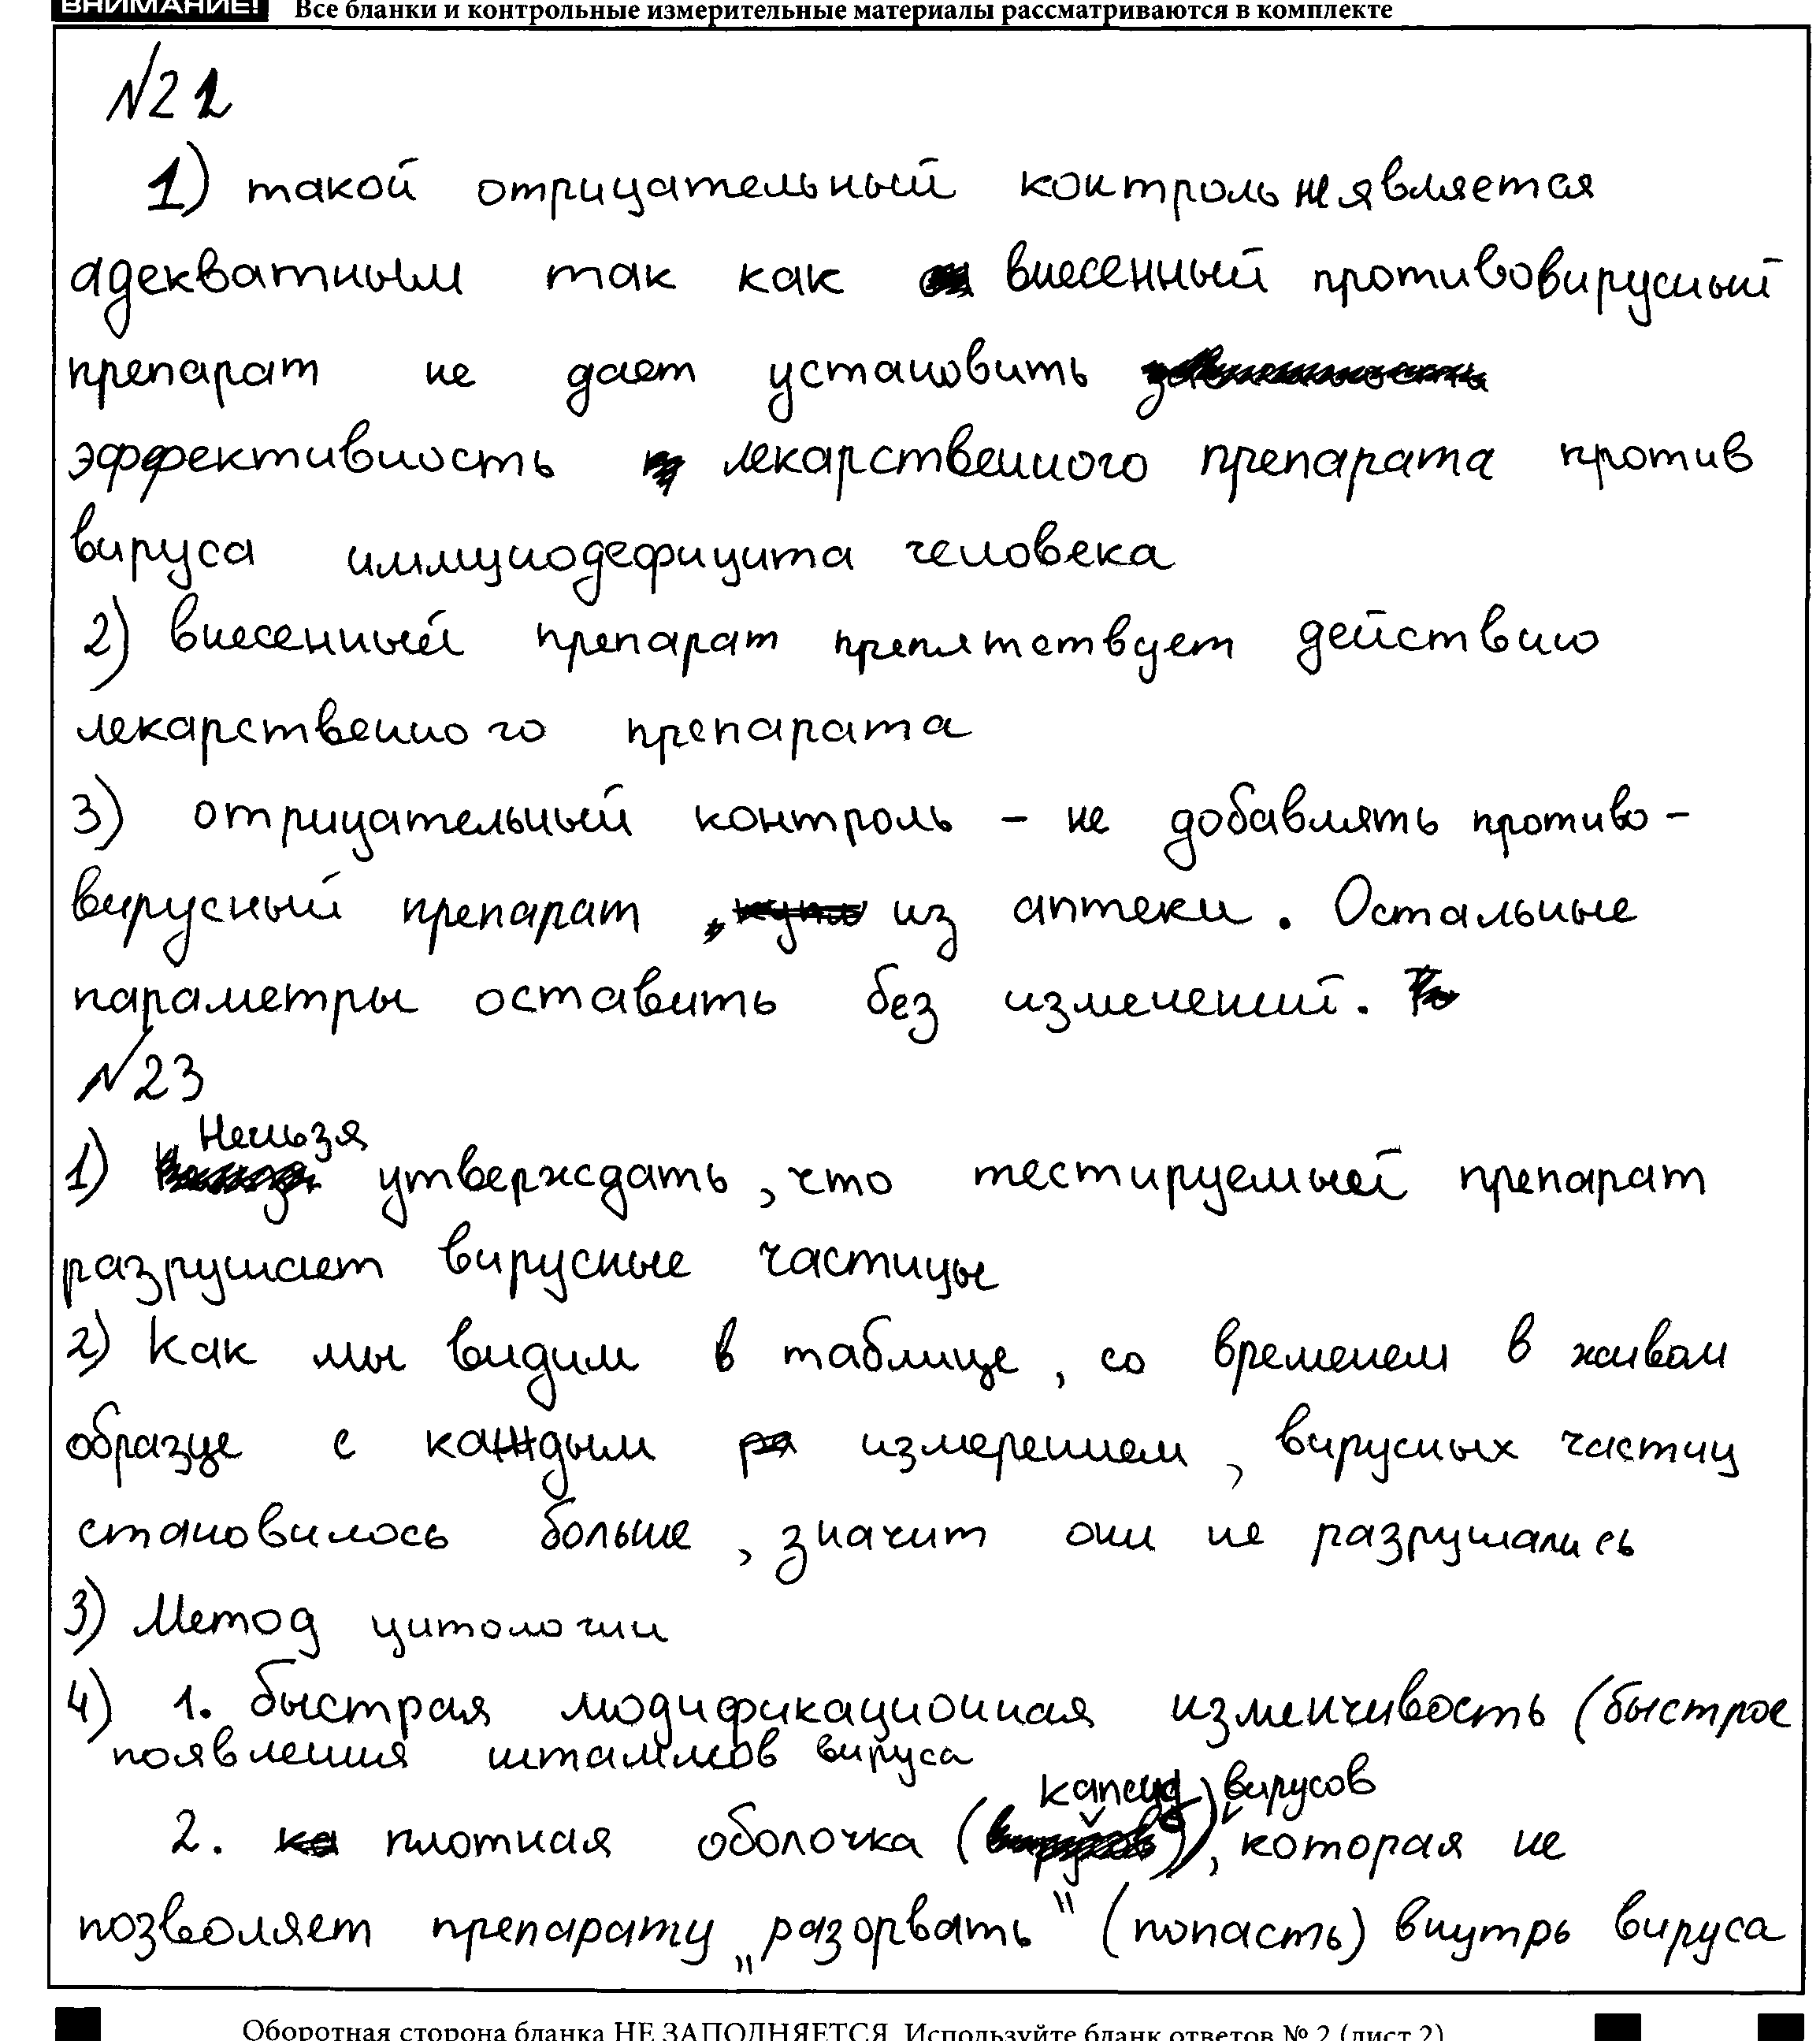 ВНИМАНИЕ! Все бланки и контрольные измерительные материалы рассматриваются в комплекте
№22
1) такой отрицательный контроль не является
адекватным так как внесенный противовирусный
препарат не дает установить
эффективность лекарственного препарата против
вируса иммунодефицита человека
2) внесенный препарат препятствует действию
лекарственного препарата
3) отрицательный контроль - не добавлять противо-
вирусный препарат из аптеки. Остальные
параметры оставить без изменений.
№23
1) Нельзя утверждать, что тестируемый препарат
разрушает вирусные частицы
2) Как мы видим в таблице, со временем в живом
образце с каждым измерением, вирусных частиц
становилось больше, значит они не разрушались
3) Метод цитологии
4) 1. быстрая модификационная изменчивость (быстрое
появления штаммов вируса
2. плотная оболочка (капсид) вирусов, которая не
позволяет препарату „разорвать" (попасть) внутрь вируса
Оборотная сторона бланка НЕ ЗАПОЛНЯЕТСЯ. Используйте бланк ответов № 2 (лист 2)